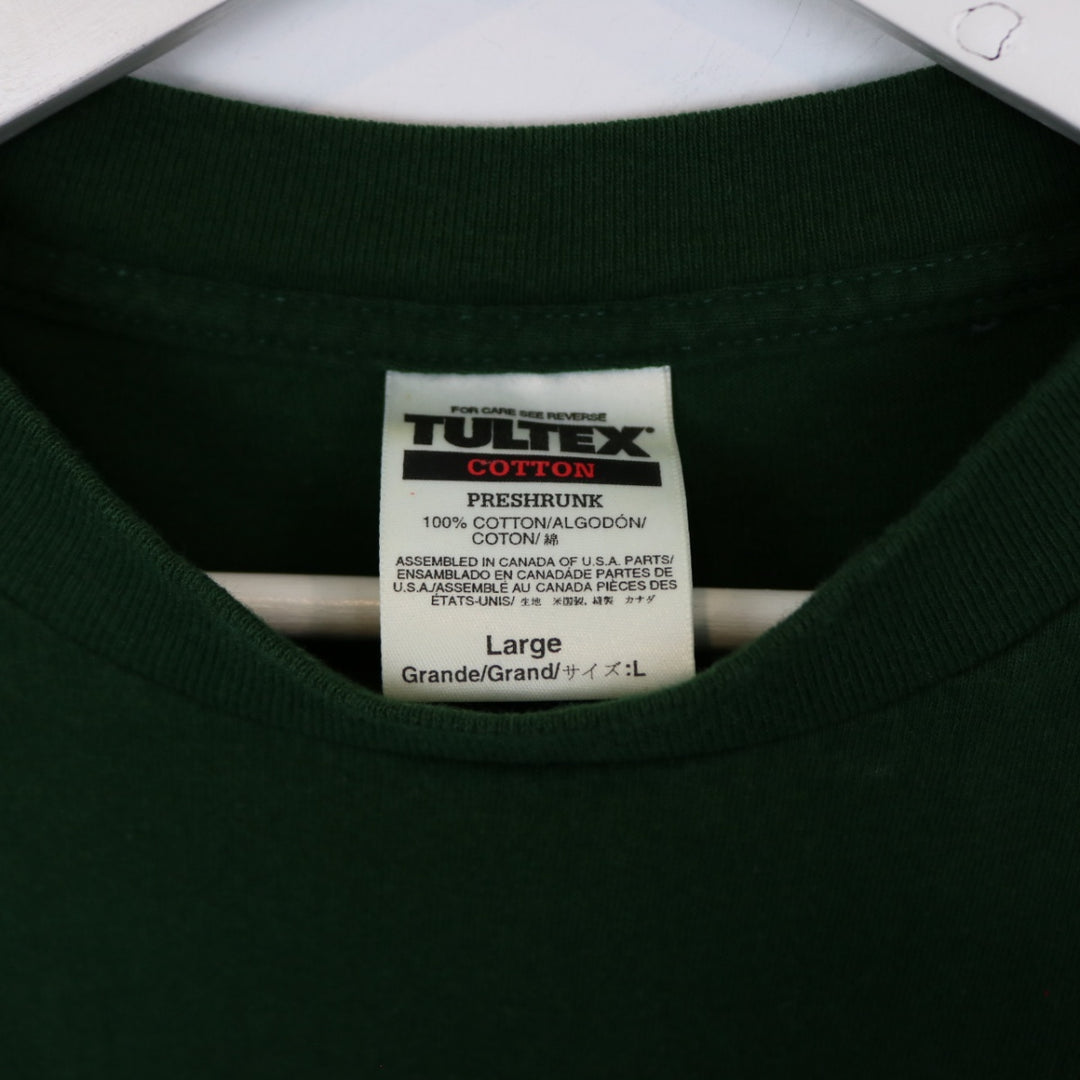 FOR CARE SEE REVERSE
TULTEX®
COTTON
PRESHRUNK
100% COTTON/ALGODÓN/
COTON/ 綿
ASSEMBLED IN CANADA OF U.S.A. PARTS/
ENSAMBLADO EN CANADÁDE PARTES DE
U.S.A./ASSEMBLÉ AU CANADA PIÈCES DES
ÉTATS-UNIS/ 生地 米国製, 縫製 カナダ
Large
Grande/Grand/サイズ:L